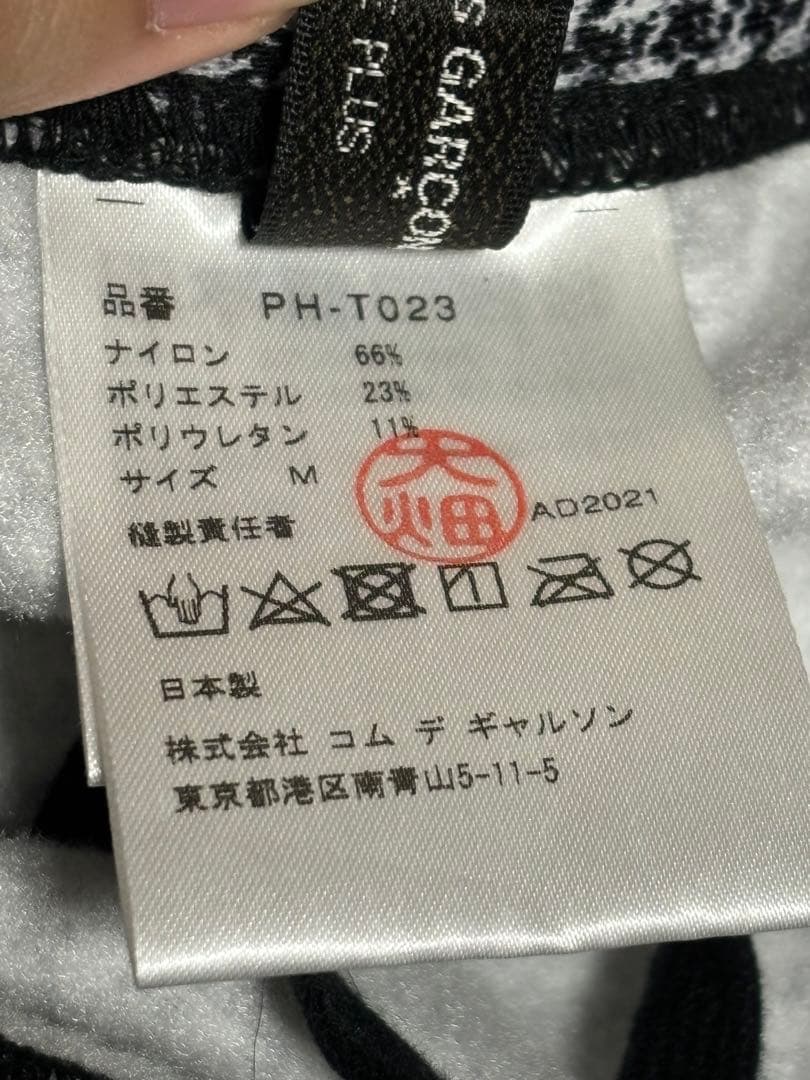 S GARCON
E PLUS
品番 PH-T023
ナイロン 66%
ポリエステル 23%
ポリウレタン 11%
サイズ M
縫製責任者 大畑 AD2021
日本製
株式会社 コム デ ギャルソン
東京都港区南青山5-11-5